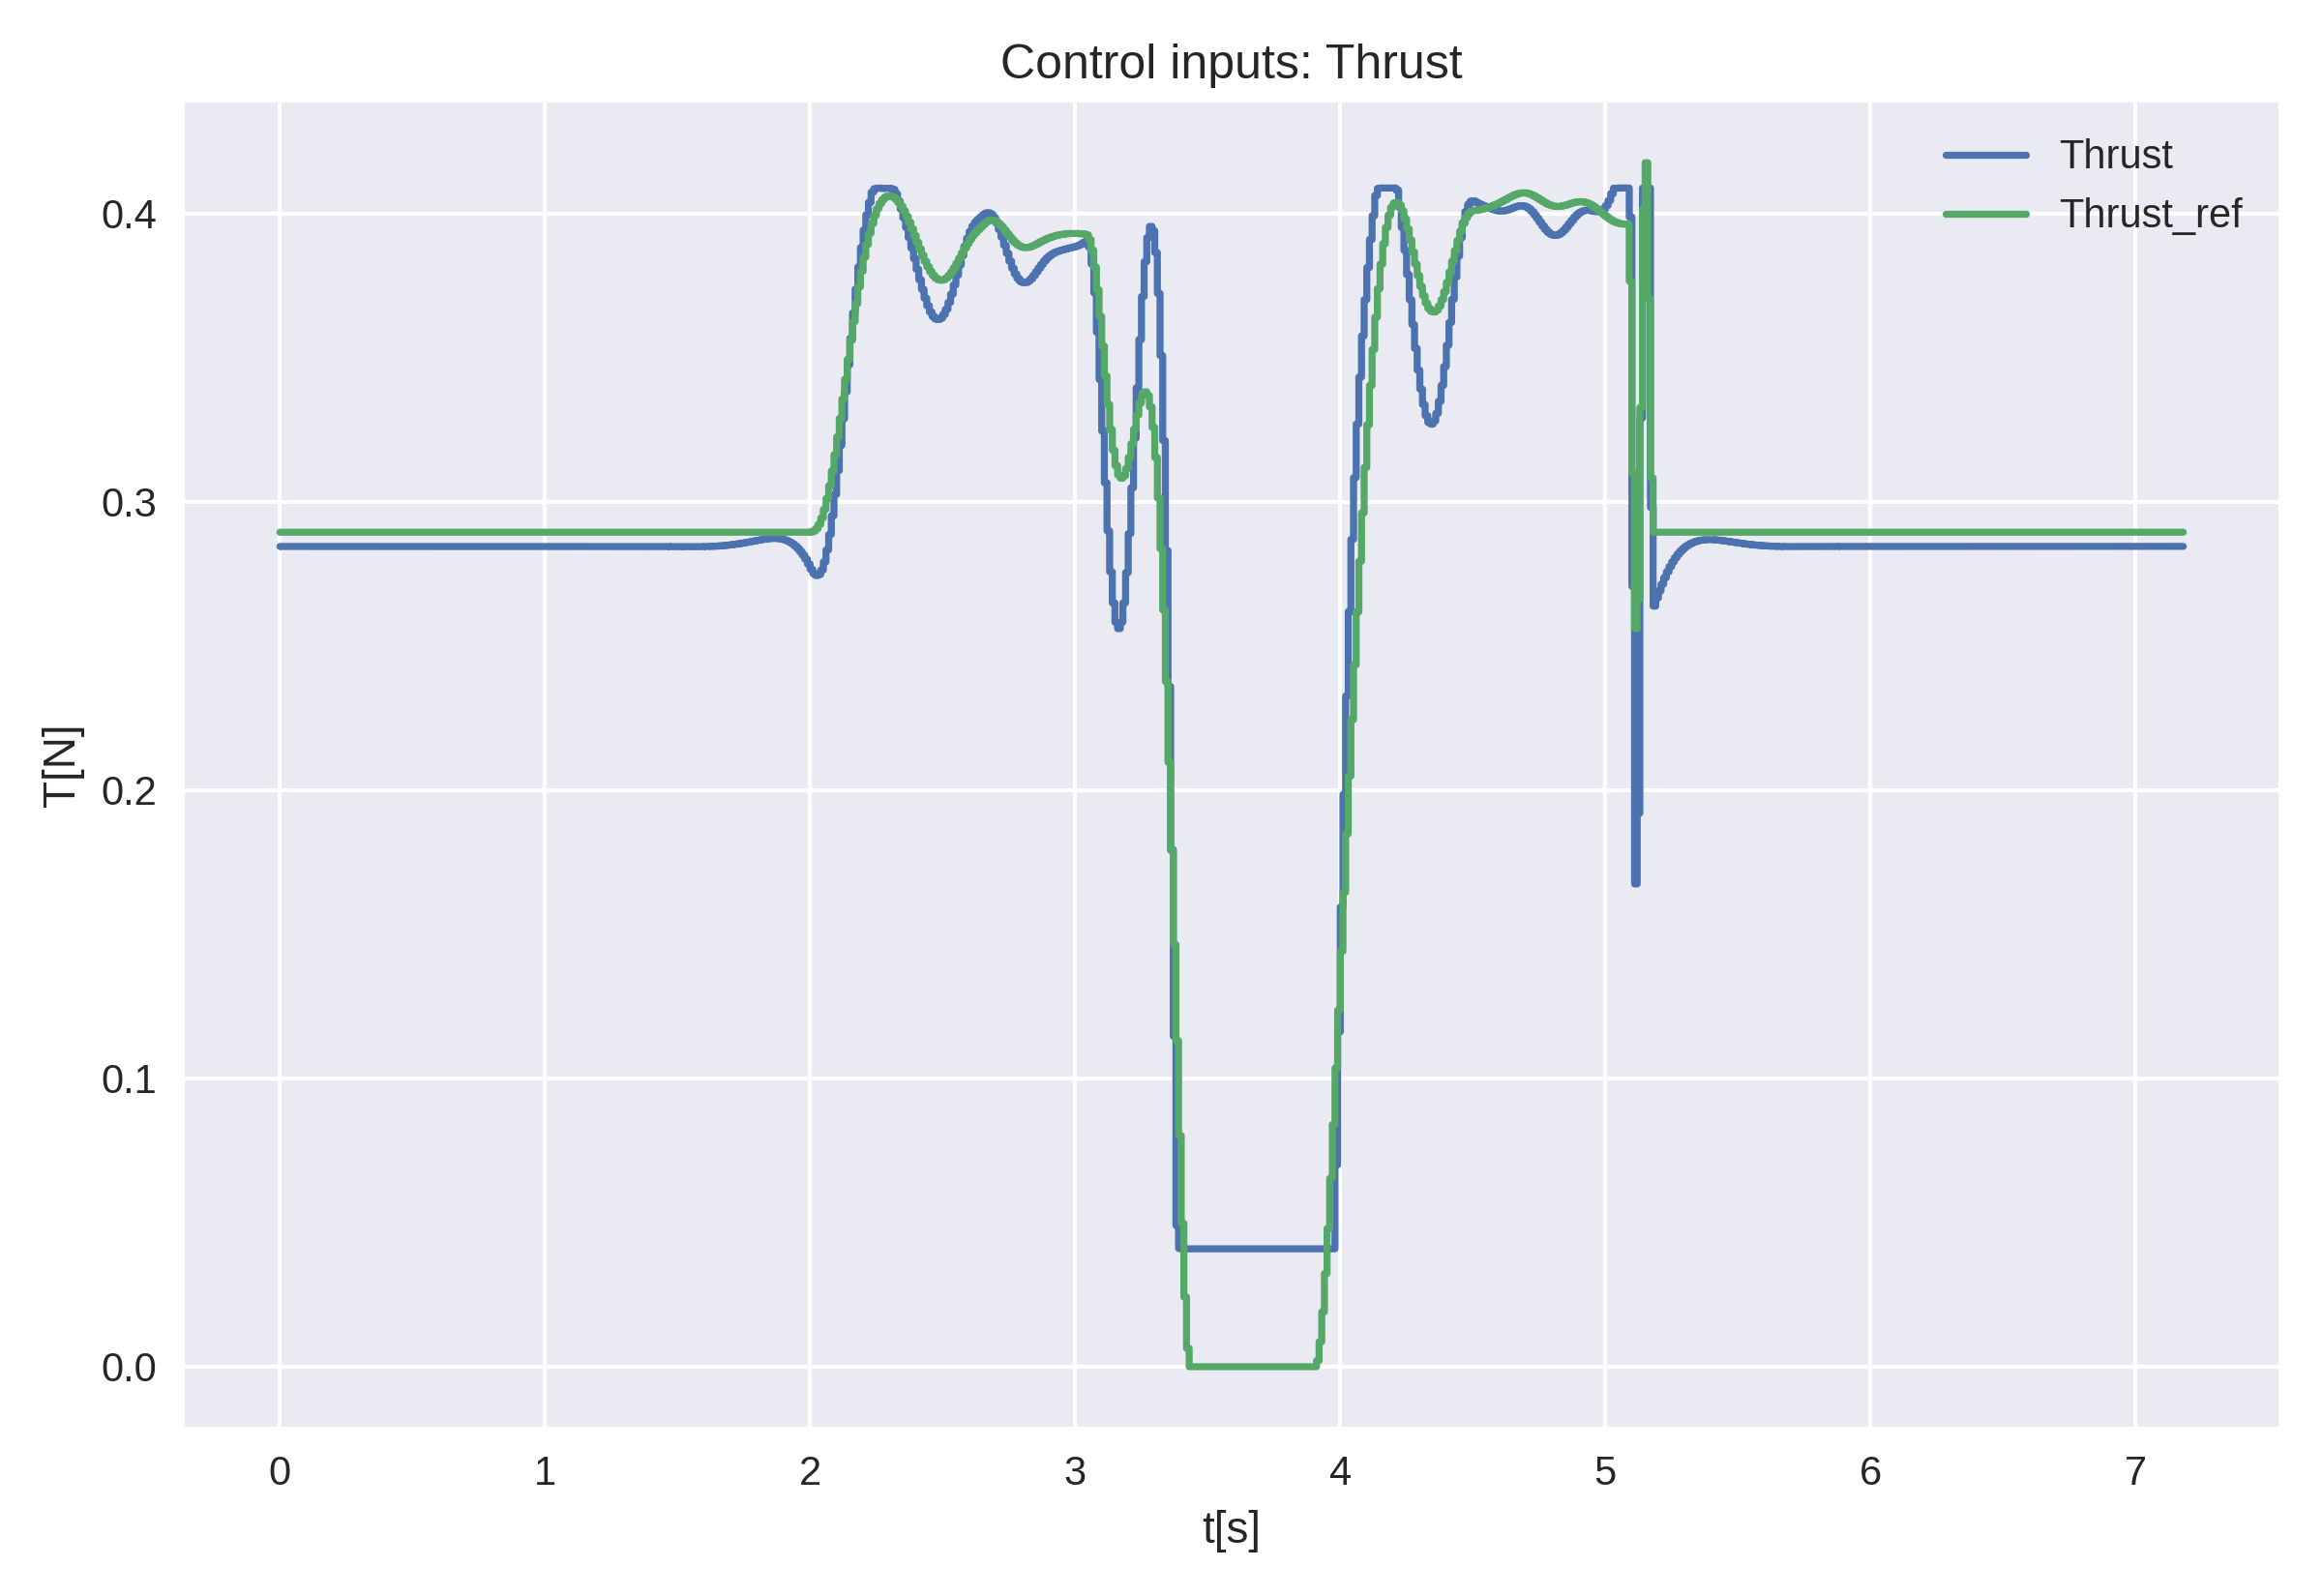 Control inputs: Thrust
Thrust
Thrust_ref
T[N]
0.4
0.3
0.2
0.1
0.0
0 1 2 3 4 5 6 7
t[s]